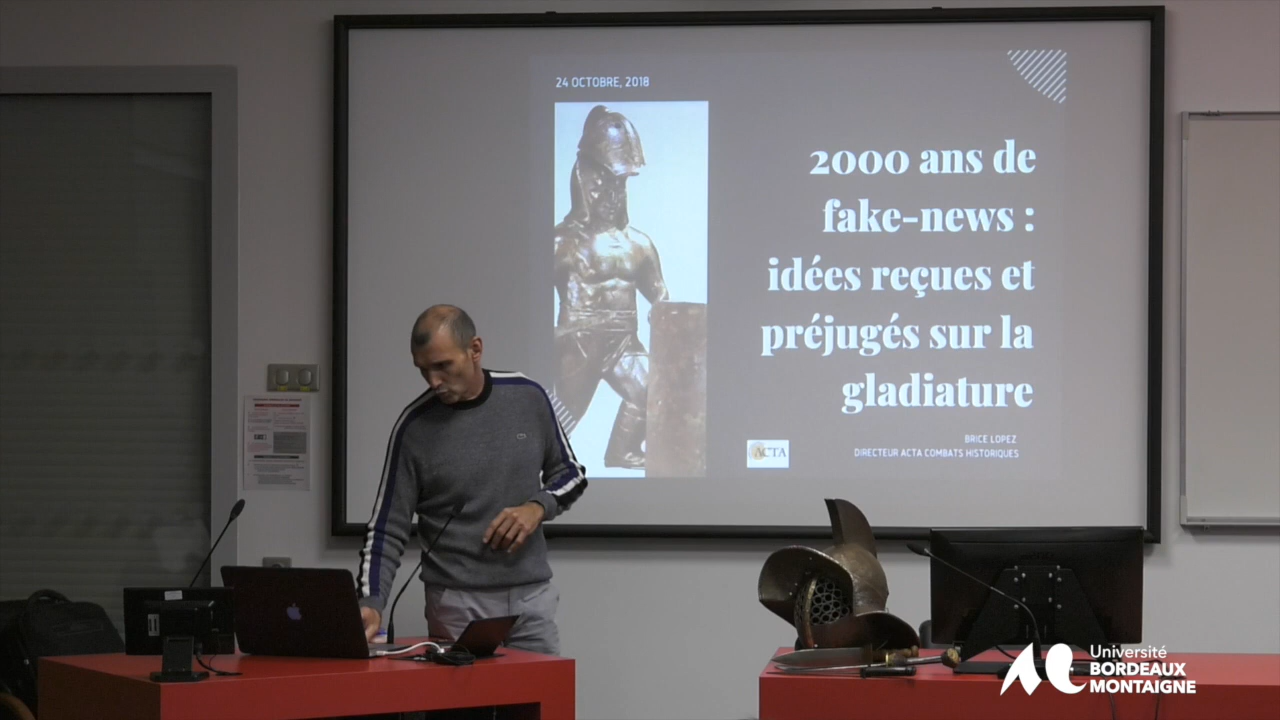 24 OCTOBRE, 2018
2000 ans de
fake-news :
idées reçues et
préjugés sur la
gladiature
ACTA
BRICE LOPEZ
DIRECTEUR ACTA COMBATS HISTORIQUES
Université
BORDEAUX
MONTAIGNE